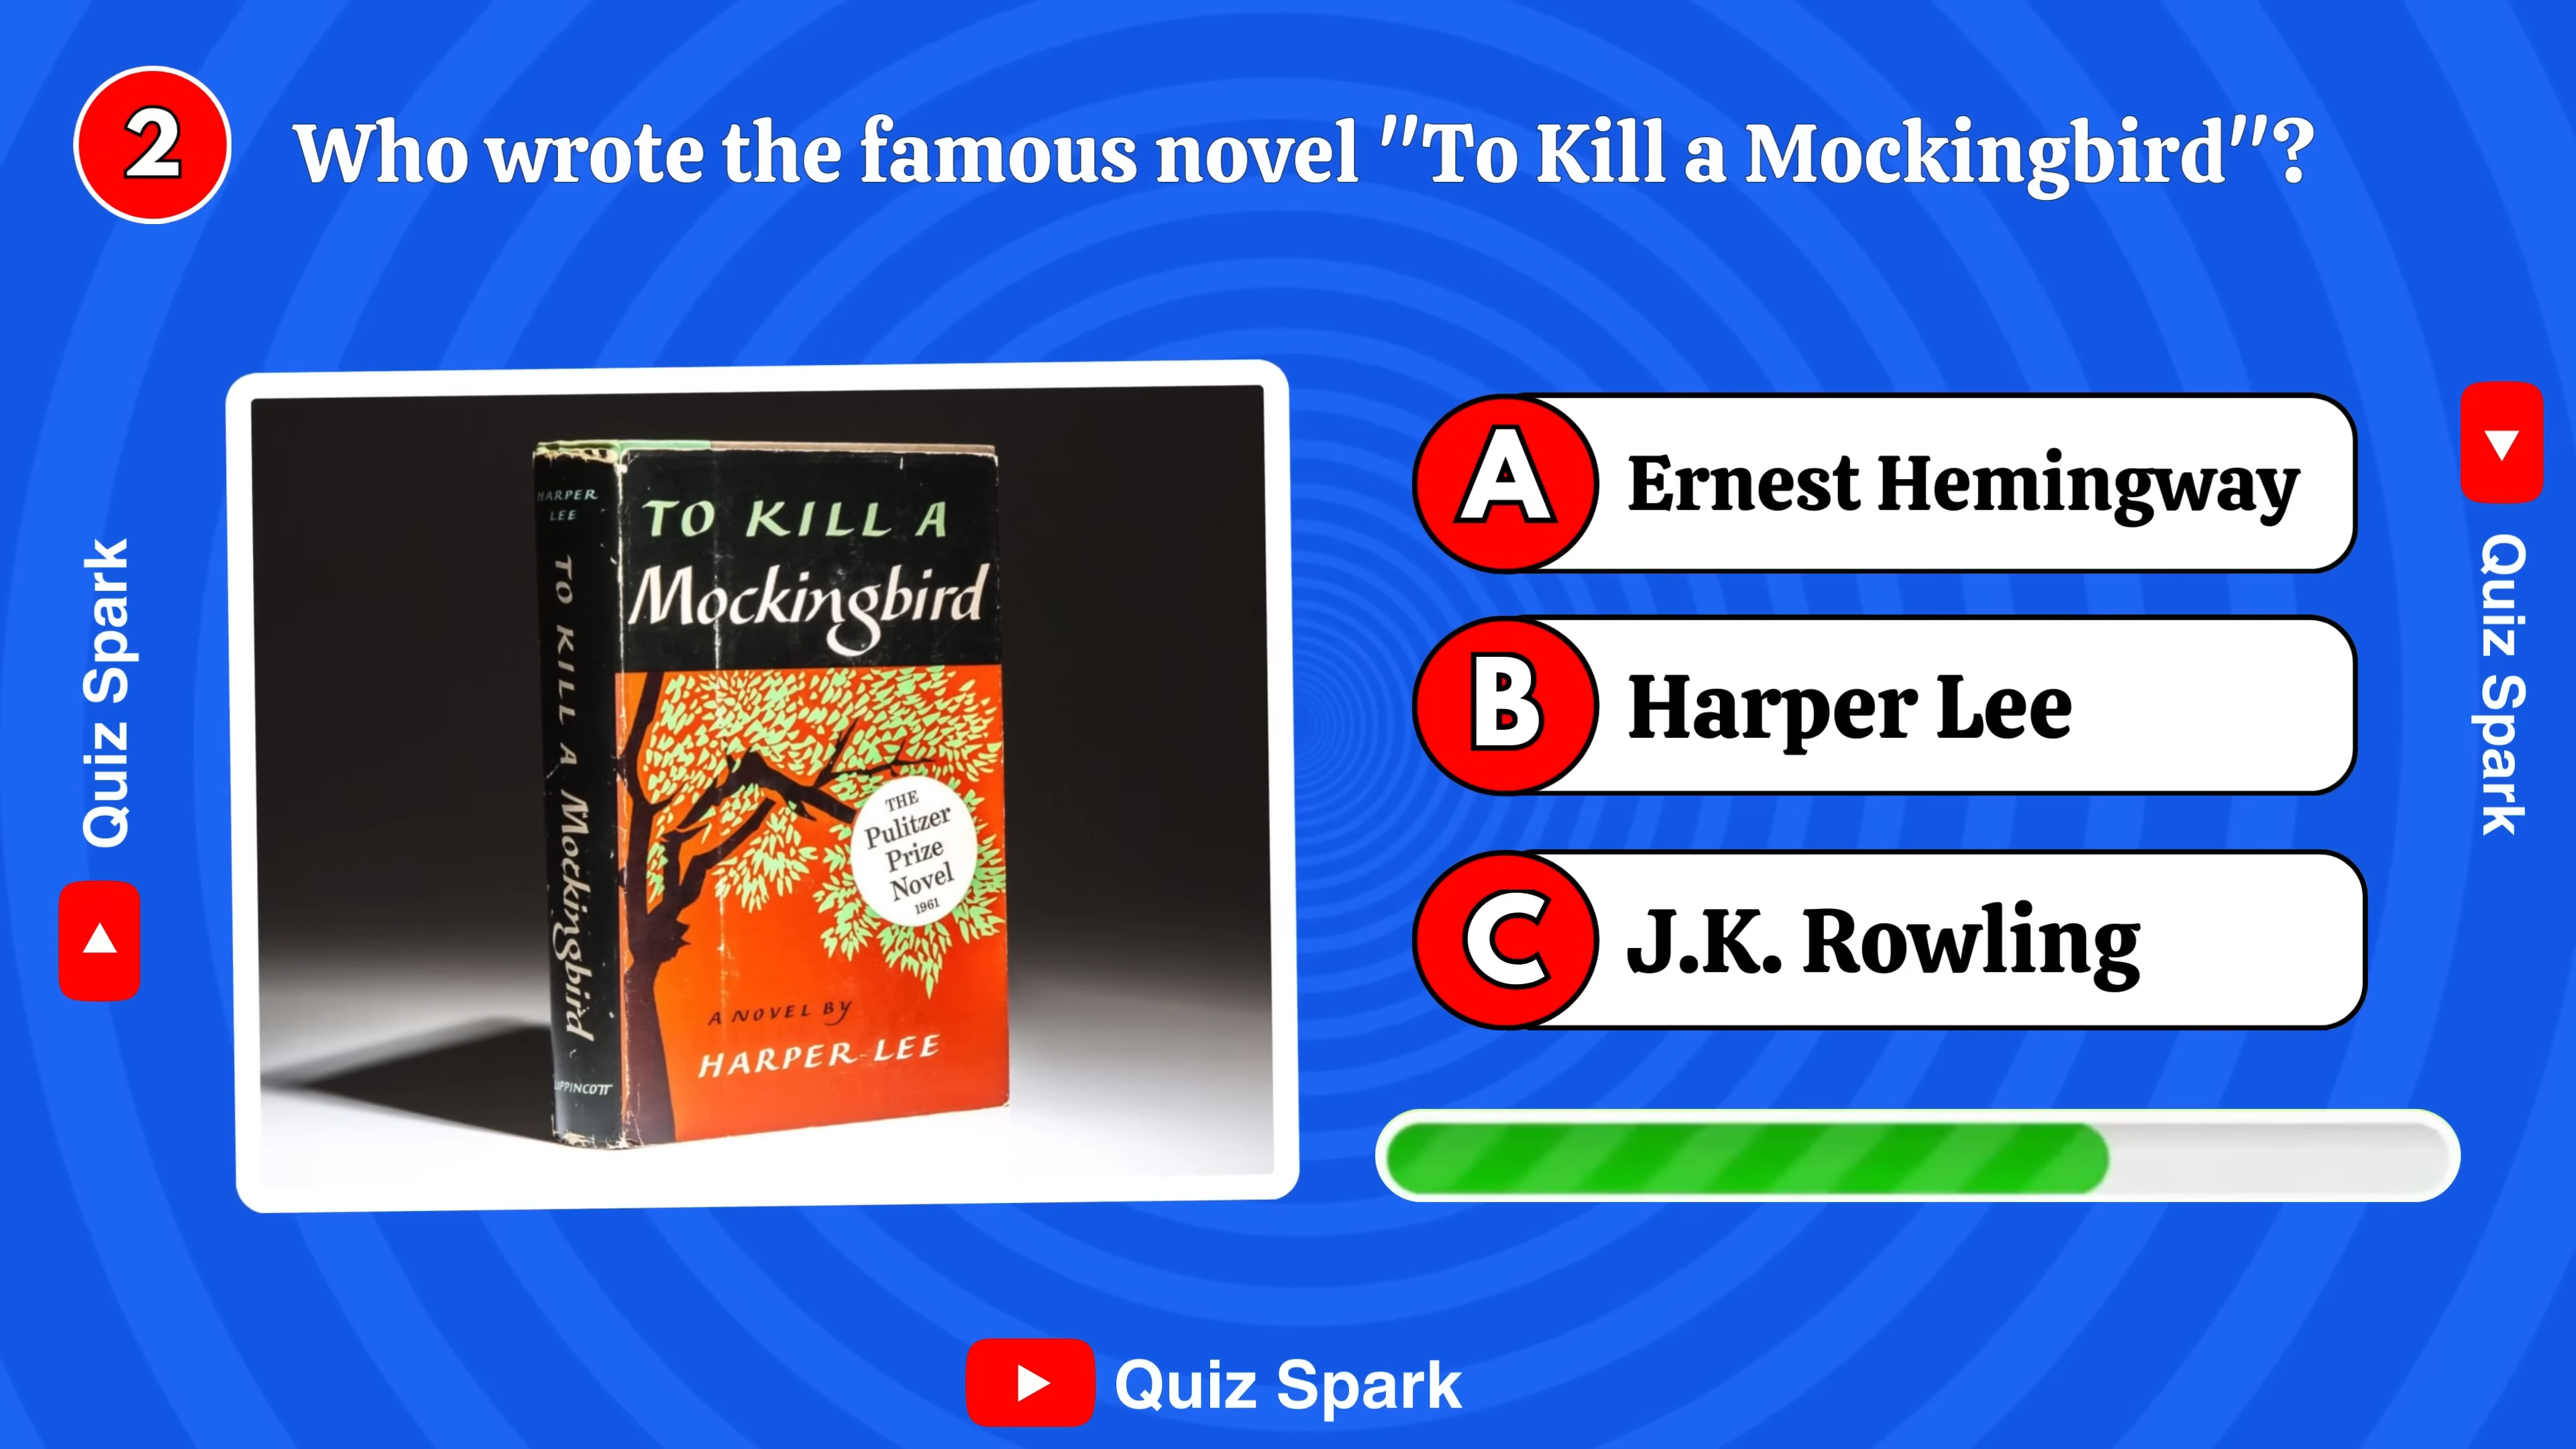 2
Who wrote the famous novel "To Kill a Mockingbird"?
HARPER
LEE
TO KILL A Mockingbird
LIPPINCOTT
TO KILL A
Mockingbird
THE
Pulitzer
Prize
Novel
1961
A NOVEL BY
HARPER LEE
A
Ernest Hemingway
B
Harper Lee
C
J.K. Rowling
Quiz Spark
Quiz Spark
Quiz Spark